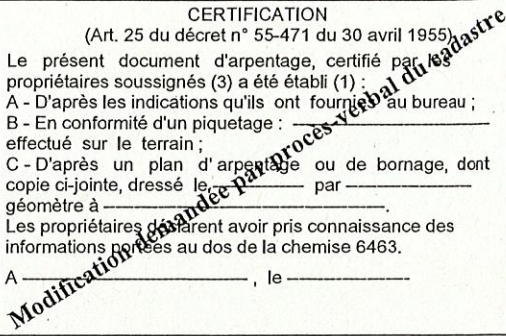 CERTIFICATION
(Art. 25 du décret n° 55-471 du 30 avril 1955)
Le présent document d'arpentage, certifié par les
propriétaires soussignés (3) a été établi (1) :
A - D'après les indications qu'ils ont fournies au bureau ;
B - En conformité d'un piquetage : ----------------------
effectué sur le terrain ;
C - D'après un plan d' arpentage ou de bornage, dont
copie ci-jointe, dressé le, ------------ par ----------------
géomètre à ------------------------------------.
Les propriétaires déclarent avoir pris connaissance des
informations portées au dos de la chemise 6463.
A ----------------------------- , le ----------------
Modification demandée par procès-verbal du cadastre